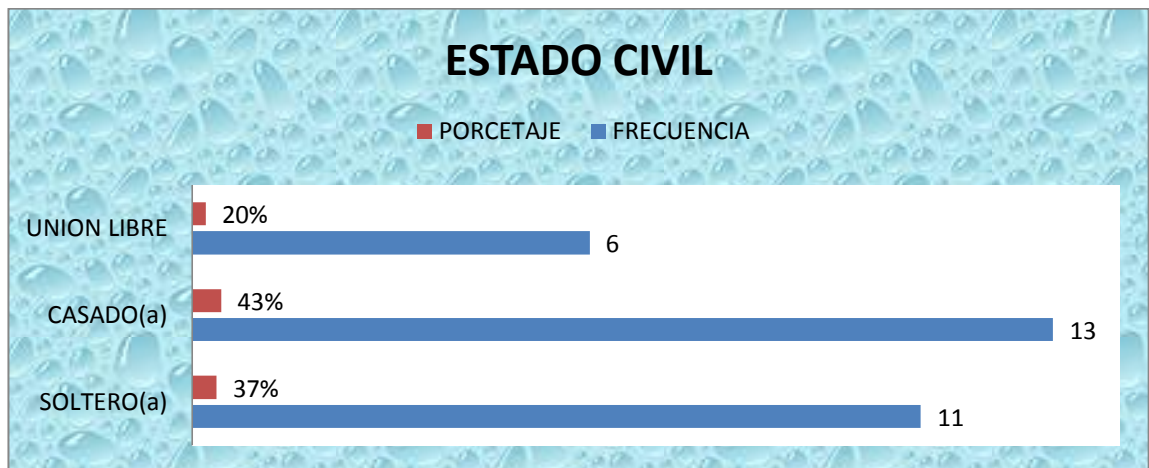 ESTADO CIVIL
PORCETAJE FRECUENCIA
UNION LIBRE 20%
6
CASADO(a) 43%
13
SOLTERO(a) 37%
11